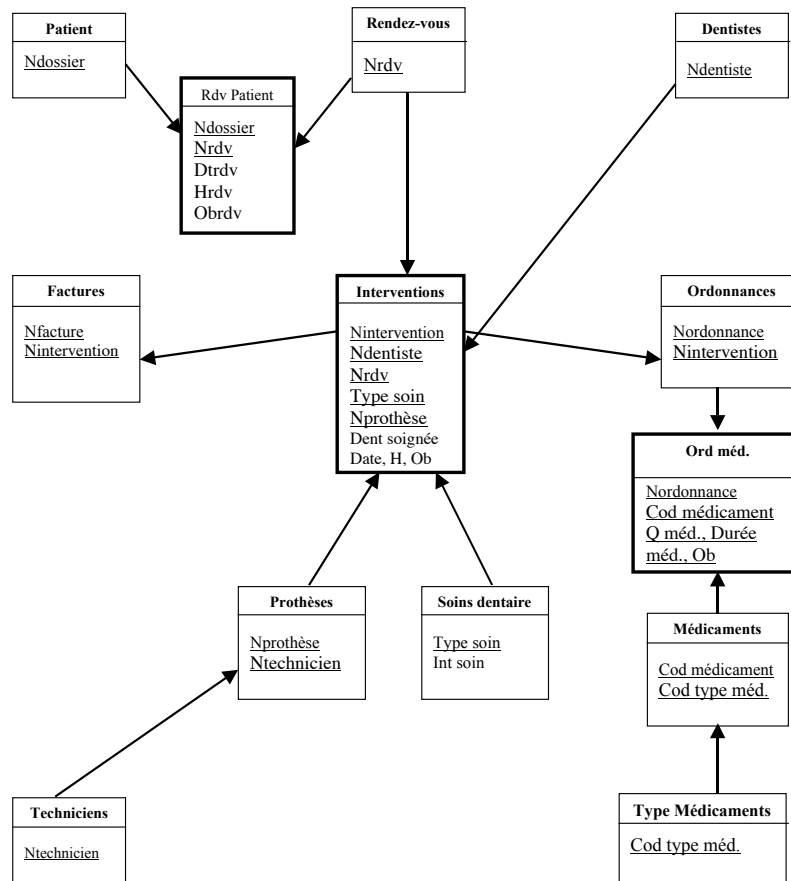 Patient
Ndossier
Rendez-vous
Nrdv
Dentistes
Ndentiste
Rdv Patient
Ndossier
Nrdv
Dtrdv
Hrdv
Obrdv
Factures
Nfacture
Nintervention
Interventions
Nintervention
Ndentiste
Nrdv
Type soin
Nprothèse
Dent soignée
Date, H, Ob
Ordonnances
Nordonnance
Nintervention
Ord méd.
Nordonnance
Cod médicament
Q méd., Durée
méd., Ob
Prothèses
Nprothèse
Ntechnicien
Soins dentaire
Type soin
Int soin
Médicaments
Cod médicament
Cod type méd.
Techniciens
Ntechnicien
Type Médicaments
Cod type méd.